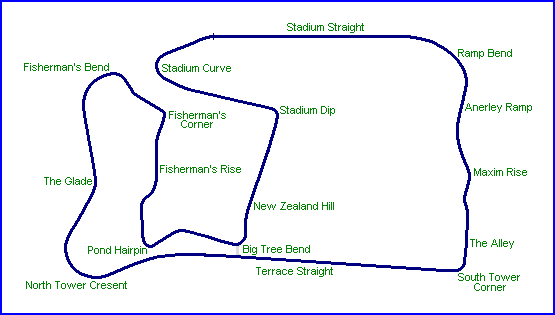 Stadium Straight
Ramp Bend
Fisherman's Bend
Stadium Curve
Anerley Ramp
Stadium Dip
Fisherman's
Corner
Fisherman's Rise
Maxim Rise
The Glade
New Zealand Hill
The Alley
Pond Hairpin
Big Tree Bend
Terrace Straight
South Tower
Corner
North Tower Cresent